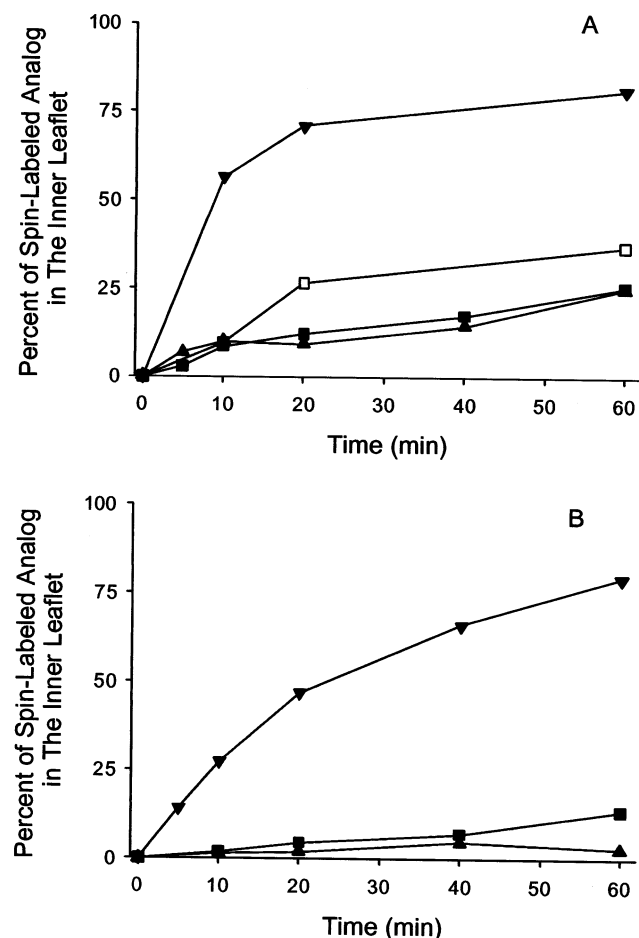 A
100
75
50
25
0
Percent of Spin-Labeled Analog
in The Inner Leaflet
0 10 20 30 40 50 60
Time (min)
B
100
75
50
25
0
Percent of Spin-Labeled Analog
in The Inner Leaflet
0 10 20 30 40 50 60
Time (min)